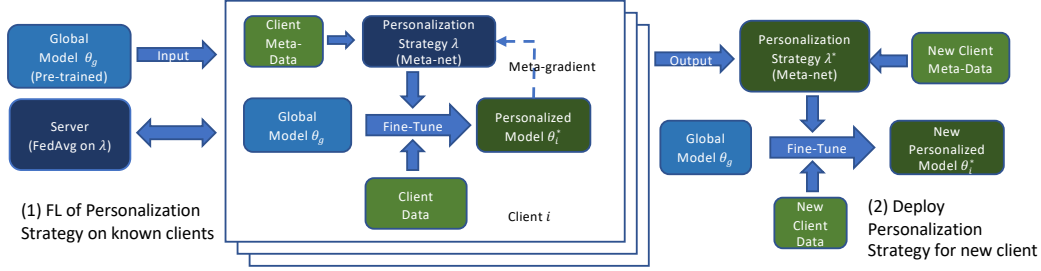 Global
Model θg
(Pre-trained)
Input
Server
(FedAvg on λ)
(1) FL of Personalization
Strategy on known clients
Client
Meta-
Data
Personalization
Strategy λ
(Meta-net)
Meta-gradient
Global
Model θg
Fine-Tune
Personalized
Model θi*
Client
Data
Client i
Output
Personalization
Strategy λ*
(Meta-net)
New Client
Meta-Data
Global
Model θg
Fine-Tune
New
Personalized
Model θi*
New
Client
Data
(2) Deploy
Personalization
Strategy for new client